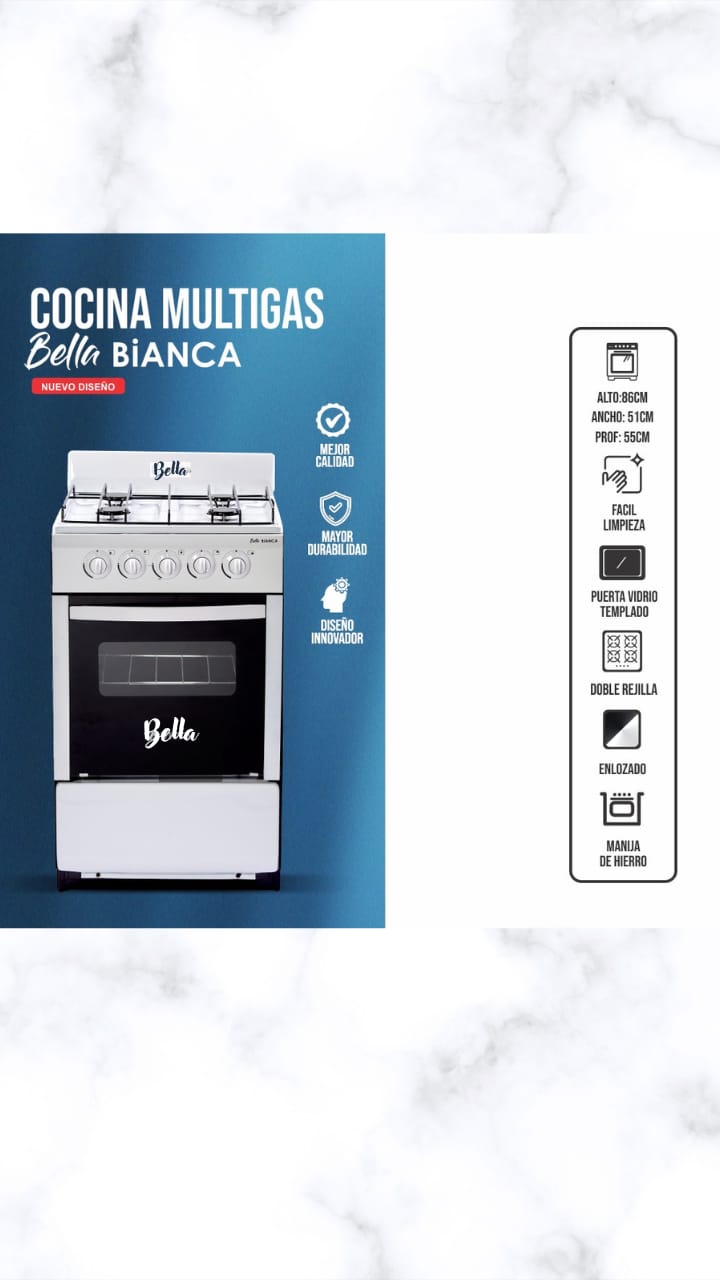 COCINA MULTIGAS
Bella BiANCA
NUEVO DISEÑO
MEJOR
CALIDAD
MAYOR
DURABILIDAD
DISEÑO
INNOVADOR
Bella
Bella BiANCA
Bella
ALTO:86CM
ANCHO: 51CM
PROF: 55CM
FACIL
LIMPIEZA
PUERTA VIDRIO
TEMPLADO
DOBLE REJILLA
ENLOZADO
MANIJA
DE HIERRO